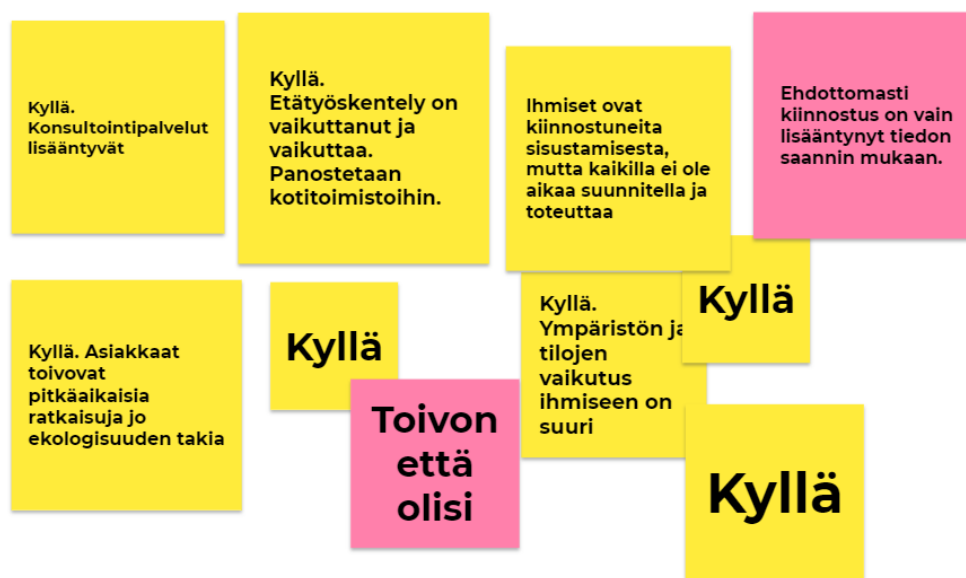 Kyllä.
Konsultointipalvelut
lisääntyvät
Kyllä.
Etätyöskentely on
vaikuttanut ja
vaikuttaa.
Panostetaan
kotitoimistoihin.
Ihmiset ovat
kiinnostuneita
sisustamisesta,
mutta kaikilla ei ole
aikaa suunnitella ja
toteuttaa
Ehdottomasti
kiinnostus on vain
lisääntynyt tiedon
saannin mukaan.
Kyllä. Asiakkaat
toivovat
pitkäaikaisia
ratkaisuja jo
ekologisuuden takia
Kyllä
Toivon
että
olisi
Kyllä.
Ympäristön ja
tilojen
vaikutus
ihmiseen on
suuri
Kyllä
Kyllä